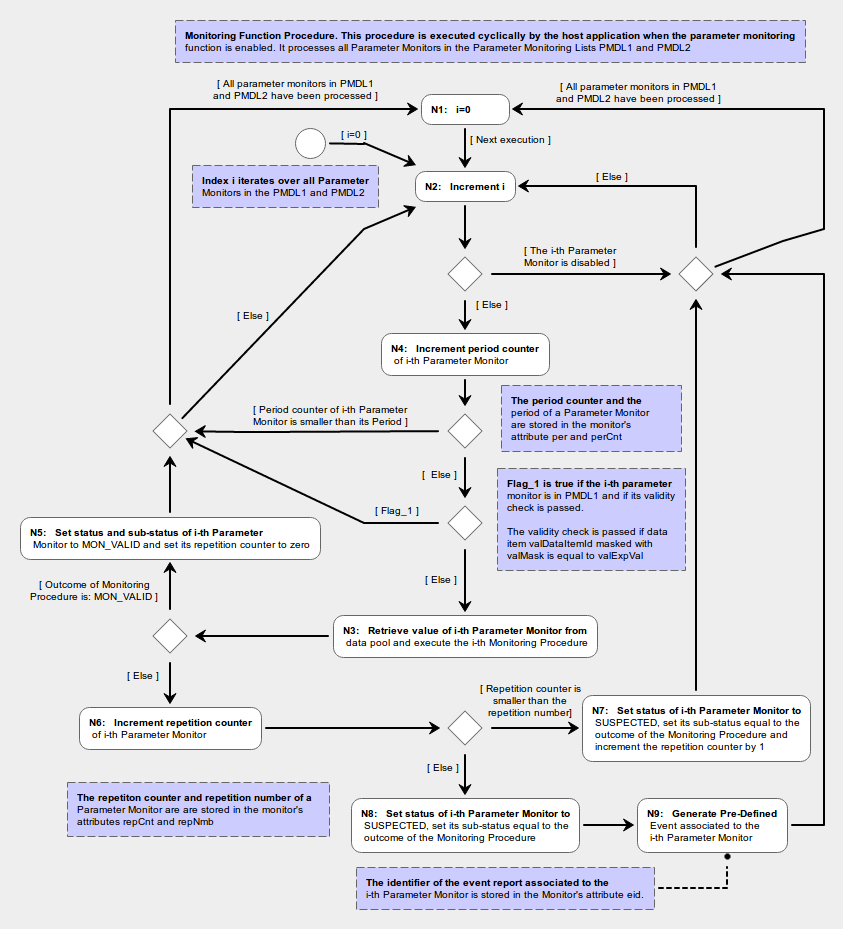 Monitoring Function Procedure. This procedure is executed cyclically by the host application when the parameter monitoring
function is enabled. It processes all Parameter Monitors in the Parameter Monitoring Lists PMDL1 and PMDL2
[ All parameter monitors in PMDL1
and PMDL2 have been processed ]
[ All parameter monitors in PMDL1
and PMDL2 have been processed ]
N1: i=0
[ i=0 ]
[ Next execution ]
Index i iterates over all Parameter
Monitors in the PMDL1 and PMDL2
N2: Increment i
[ Else ]
[ The i-th Parameter
Monitor is disabled ]
[ Else ]
[ Else ]
N4: Increment period counter
of i-th Parameter Monitor
[ Period counter of i-th Parameter
Monitor is smaller than its Period ]
The period counter and the
period of a Parameter Monitor
are stored in the monitor's
attribute per and perCnt
[ Else ]
Flag_1 is true if the i-th parameter
monitor is in PMDL1 and if its validity
check is passed.
The validity check is passed if data
item valDataItemId masked with
valMask is equal to valExpVal
[ Flag_1 ]
N5: Set status and sub-status of i-th Parameter
Monitor to MON_VALID and set its repetition counter to zero
[ Else ]
[ Outcome of Monitoring
Procedure is: MON_VALID ]
N3: Retrieve value of i-th Parameter Monitor from
data pool and execute the i-th Monitoring Procedure
[ Else ]
[ Repetition counter is
smaller than the
repetition number]
N6: Increment repetition counter
of i-th Parameter Monitor
N7: Set status of i-th Parameter Monitor to
SUSPECTED, set its sub-status equal to the
outcome of the Monitoring Procedure and
increment the repetition counter by 1
[ Else ]
The repetiton counter and repetition number of a
Parameter Monitor are are stored in the monitor's
attributes repCnt and repNmb
N8: Set status of i-th Parameter Monitor to
SUSPECTED, set its sub-status equal to the
outcome of the Monitoring Procedure
N9: Generate Pre-Defined
Event associated to the
i-th Parameter Monitor
The identifier of the event report associated to the
i-th Parameter Monitor is stored in the Monitor's attribute eid.